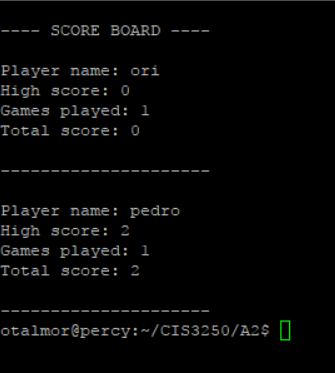 ---- SCORE BOARD ----
Player name: ori
High score: 0
Games played: 1
Total score: 0
---------------------
Player name: pedro
High score: 2
Games played: 1
Total score: 2
---------------------
otalmor@percy:~/CIS3250/A2$